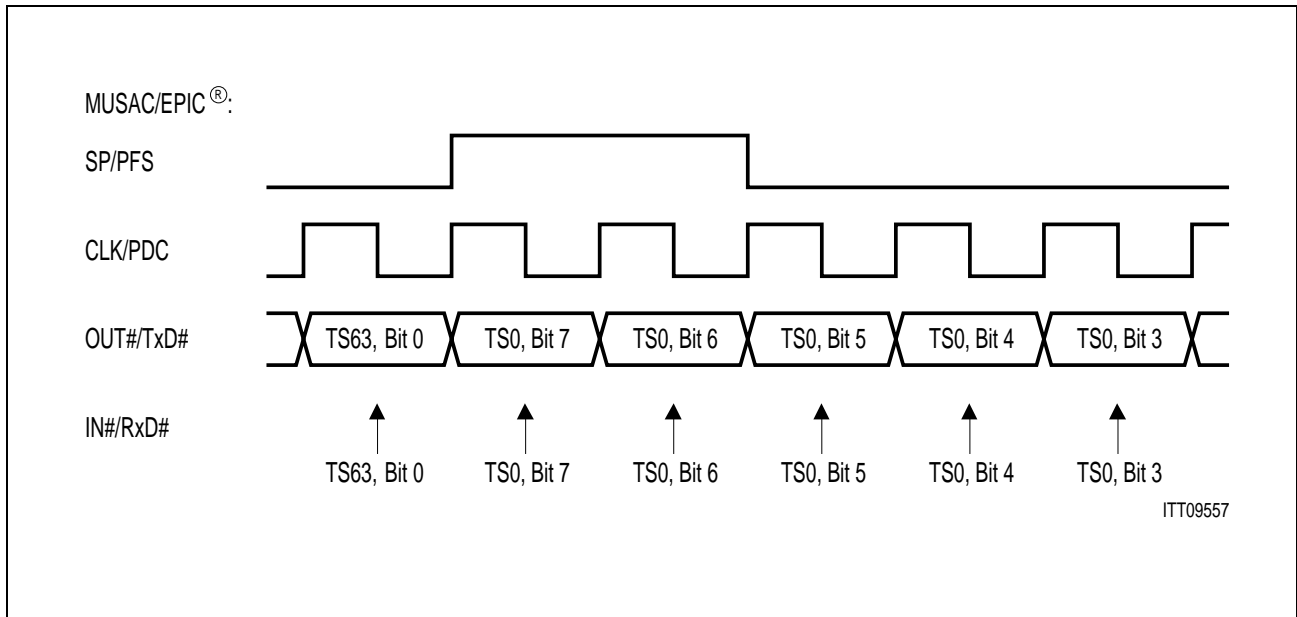 MUSAC/EPIC ®:
SP/PFS
CLK/PDC
OUT#/TxD# TS63, Bit 0 TS0, Bit 7 TS0, Bit 6 TS0, Bit 5 TS0, Bit 4 TS0, Bit 3
IN#/RxD#
TS63, Bit 0 TS0, Bit 7 TS0, Bit 6 TS0, Bit 5 TS0, Bit 4 TS0, Bit 3
ITT09557